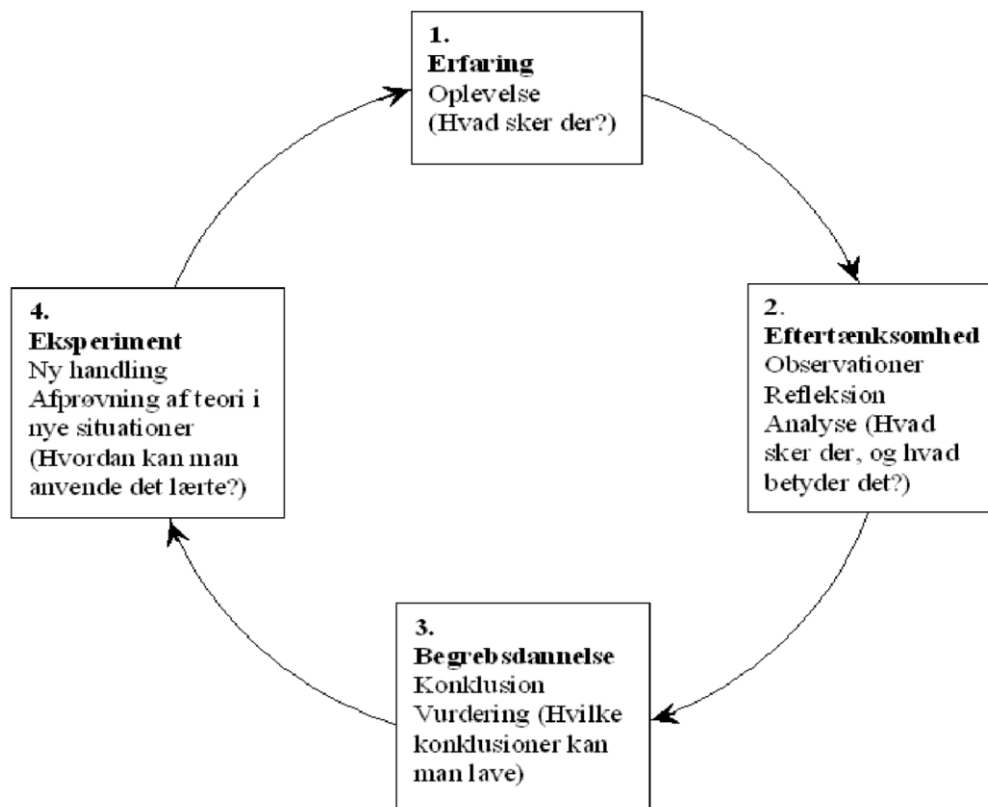 1.
Erfaring
Oplevelse
(Hvad sker der?)
2.
Eftertænksomhed
Observationer
Refleksion
Analyse (Hvad
sker der, og hvad
betyder det?)
3.
Begrebsdannelse
Konklusion
Vurdering (Hvilke
konklusioner kan
man lave)
4.
Eksperiment
Ny handling
Afprøvning af teori i
nye situationer
(Hvordan kan man
anvende det lærte?)